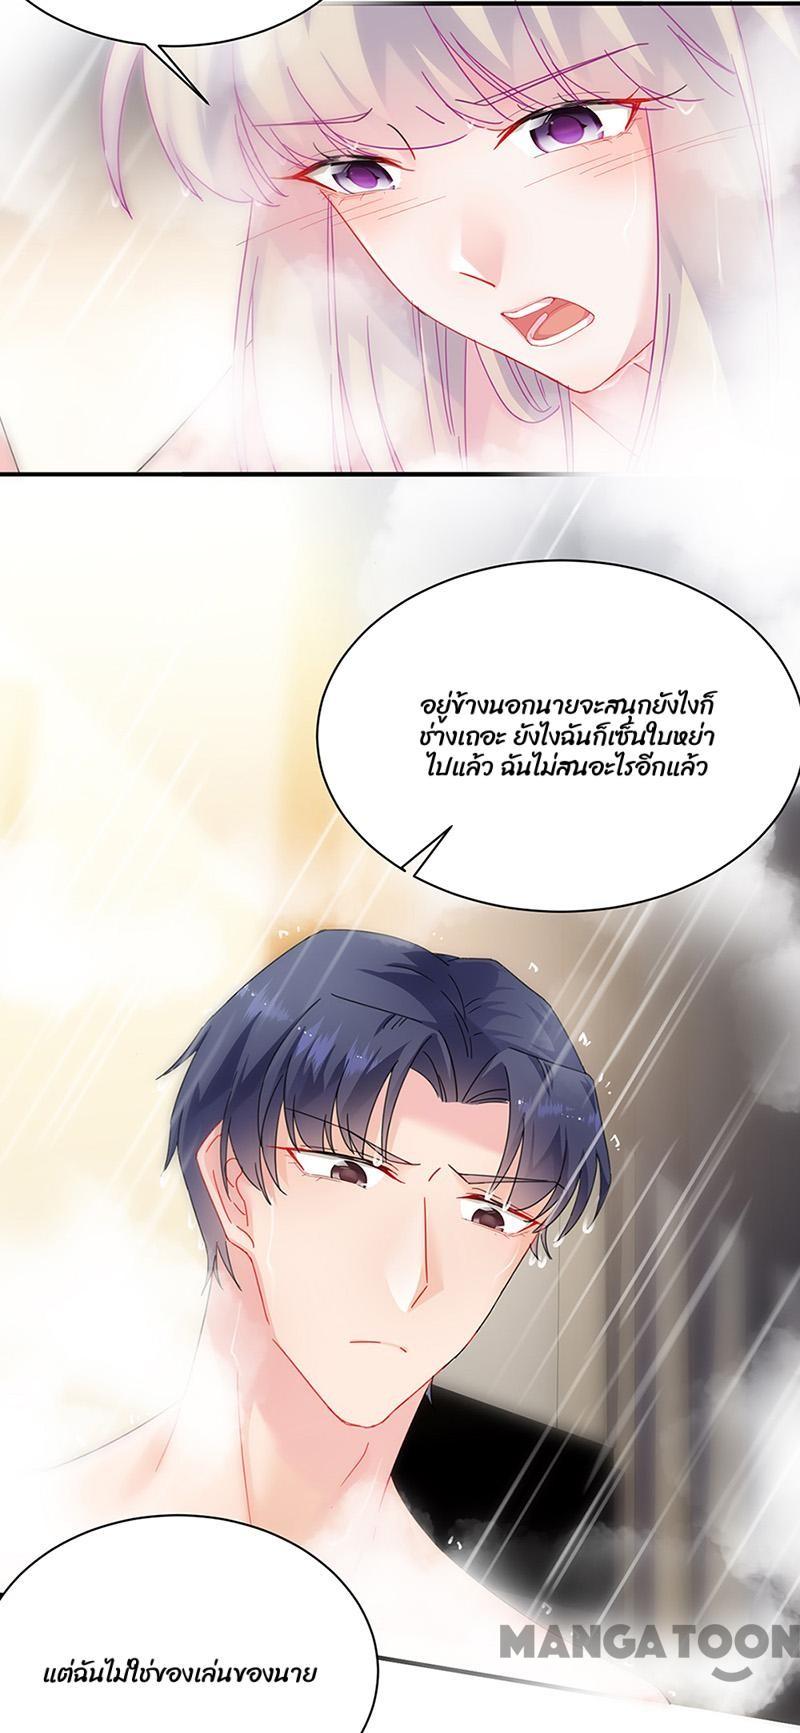 อยู่ข้างนอกนายจะสนุกยังไงก็
ช่างเถอะ ยังไงฉันก็เซ็นใบหย่า
ไปแล้ว ฉันไม่สนอะไรอีกแล้ว
แต่ฉันไม่ใช่ของเล่นของนาย
MANGATOON